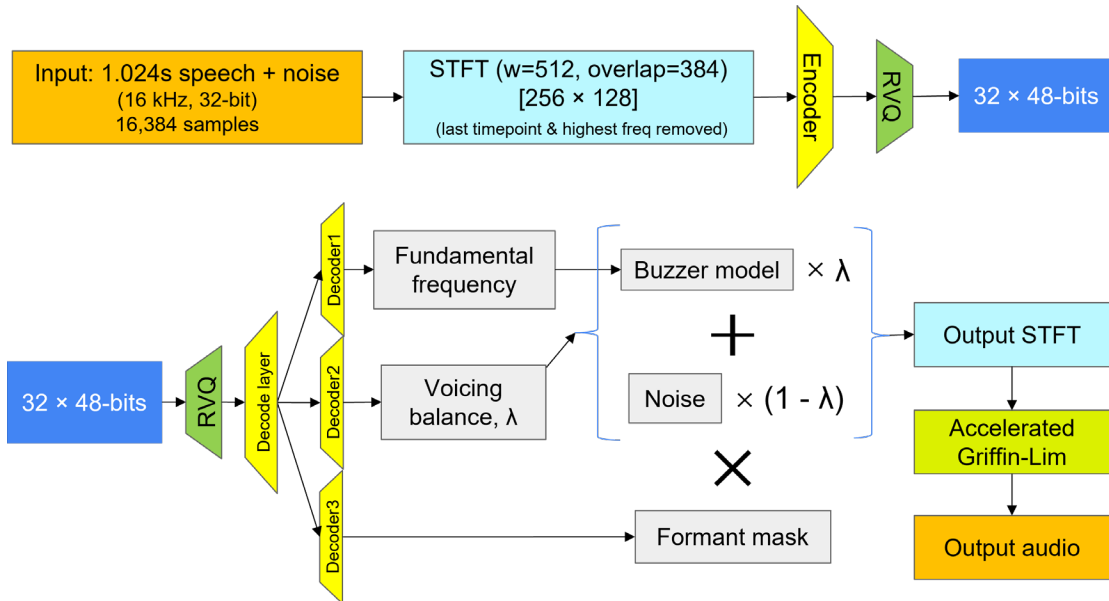 Input: 1.024s speech + noise
(16 kHz, 32-bit)
16,384 samples
STFT (w=512, overlap=384)
[256 × 128]
(last timepoint & highest freq removed)
Encoder
RVQ
32 × 48-bits
32 × 48-bits
RVQ
Decode layer
Decoder1
Fundamental
frequency
Decoder2
Voicing
balance, λ
Decoder3
Buzzer model × λ
+
Noise × (1 - λ)
×
Formant mask
Output STFT
Accelerated
Griffin-Lim
Output audio